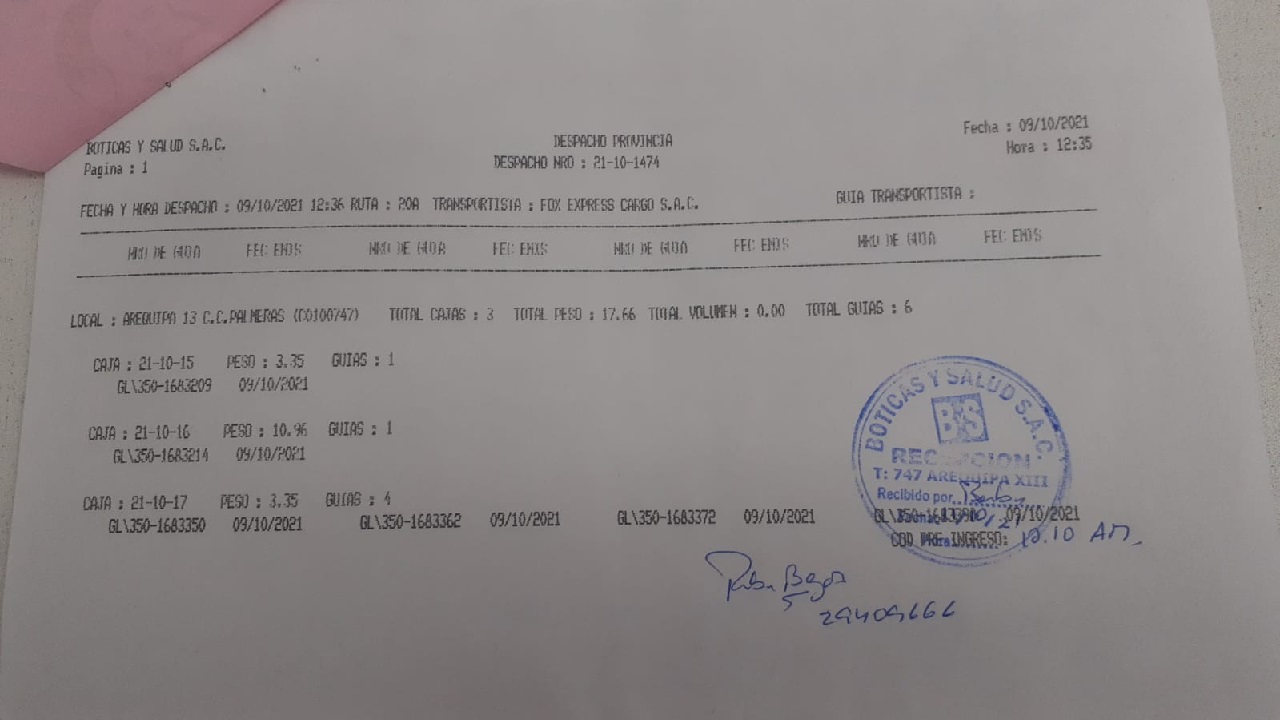 BOTICAS Y SALUD S.A.C.
Pagina : 1
DESPACHO PROVINCIA
DESPACHO NRO : 21-10-1474
Fecha : 09/10/2021
Hora : 12:35
FECHA Y HORA DESPACHO : 09/10/2021 12:36 RUTA : 20A TRANSPORTISTA : FOX EXPRESS CARGO S.A.C. GUIA TRANSPORTISTA :
NRO DE GUIA FEC EMIS NRO DE GUIA FEC EMIS NRO DE GUIA FEC EMIS NRO DE GUIA FEC EMIS
LOCAL : AREQUIPA 13 C.C.PALMERAS (CO100747) TOTAL CAJAS : 3 TOTAL PESO : 17.66 TOTAL VOLUMEN : 0.00 TOTAL GUIAS : 6
CAJA : 21-10-15 PESO : 3.35 GUIAS : 1
GL\350-1683209 09/10/2021
CAJA : 21-10-16 PESO : 10.96 GUIAS : 1
GL\350-1683214 09/10/2021
CAJA : 21-10-17 PESO : 3.35 GUIAS : 4
GL\350-1683350 09/10/2021 GL\350-1683362 09/10/2021 GL\350-1683372 09/10/2021 09/10/2021
COD PRE INGRESO:
BOTICAS Y SALUD S.A.C.
B S
RECEPCION
T: 747 AREQUIPA XIII
Recibido por
10 AM
29409666